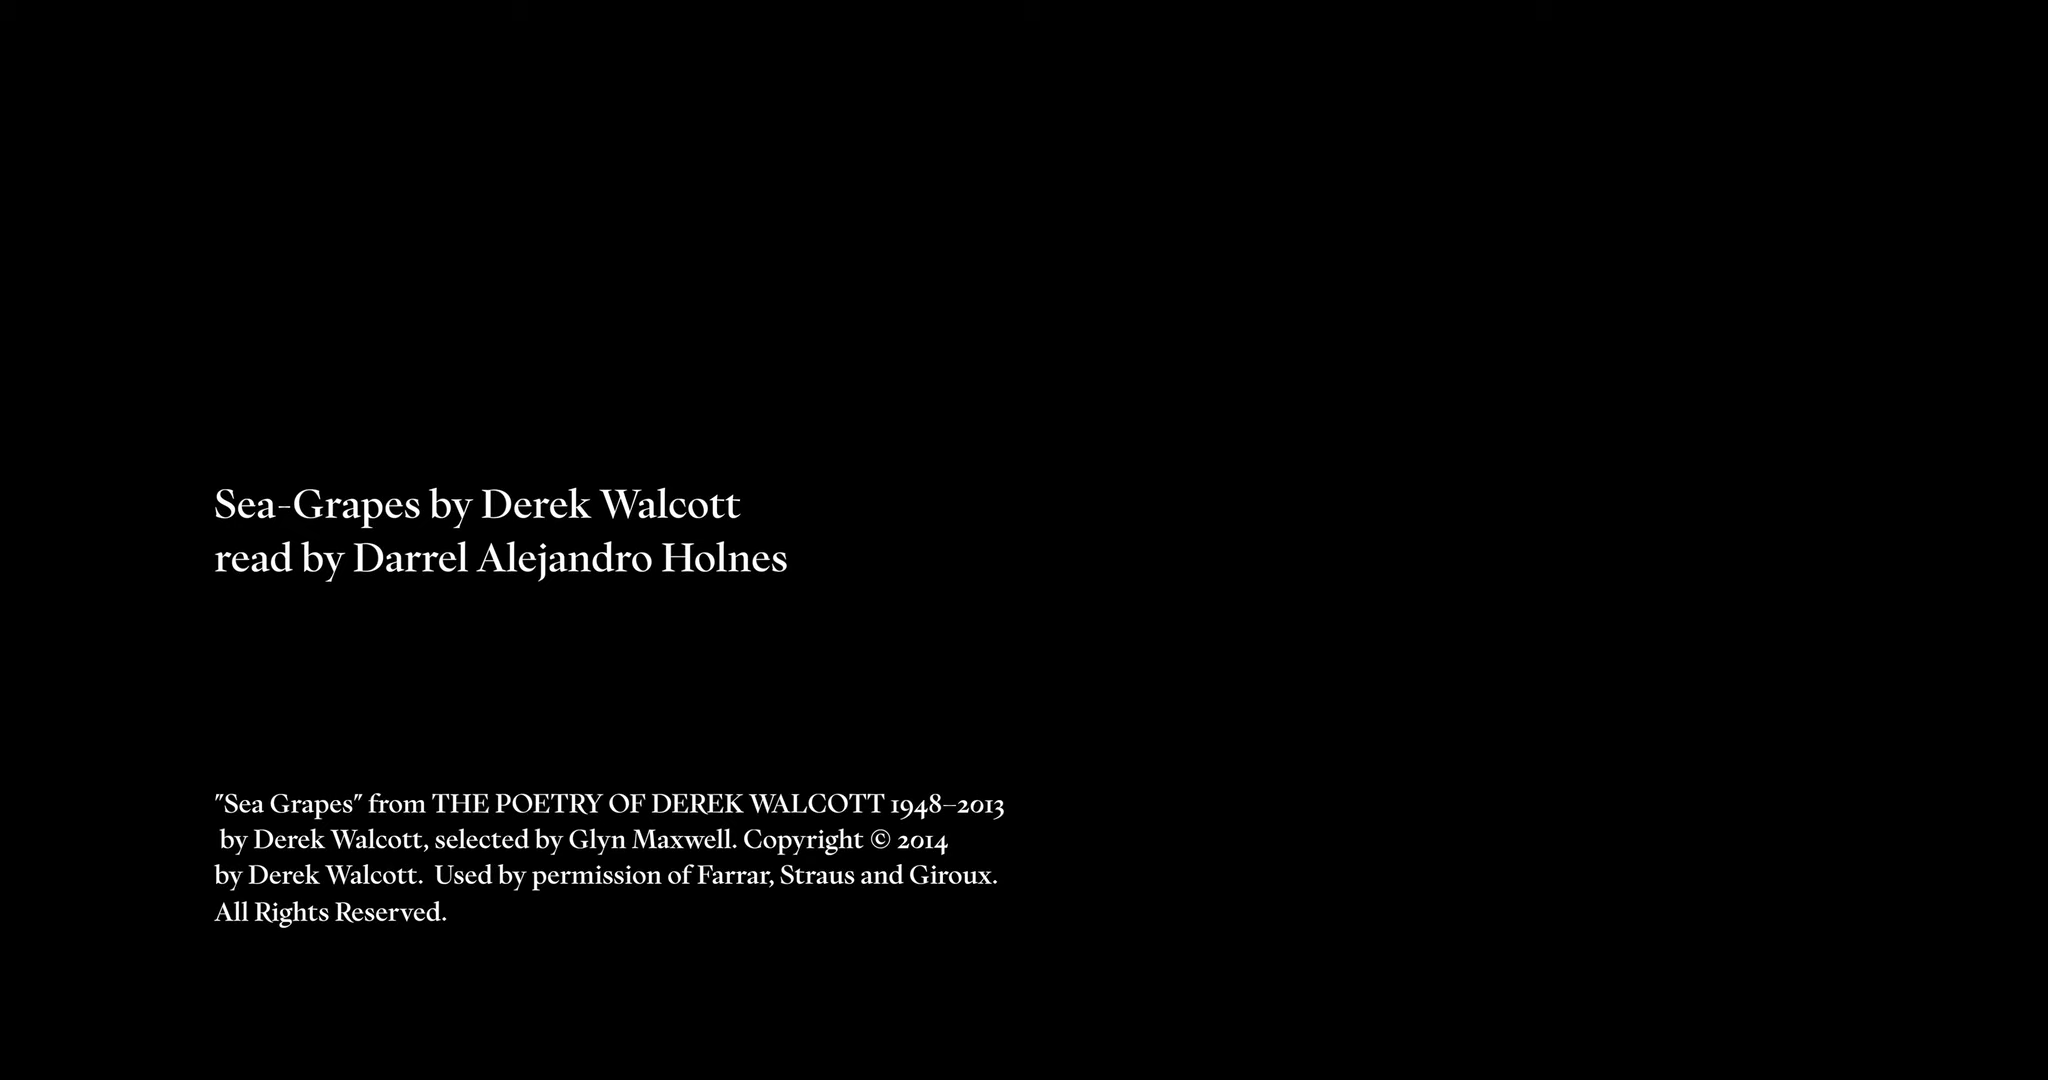 Sea-Grapes by Derek Walcott
read by Darrel Alejandro Holnes
"Sea Grapes" from THE POETRY OF DEREK WALCOTT 1948–2013
by Derek Walcott, selected by Glyn Maxwell. Copyright © 2014
by Derek Walcott.  Used by permission of Farrar, Straus and Giroux.
All Rights Reserved.